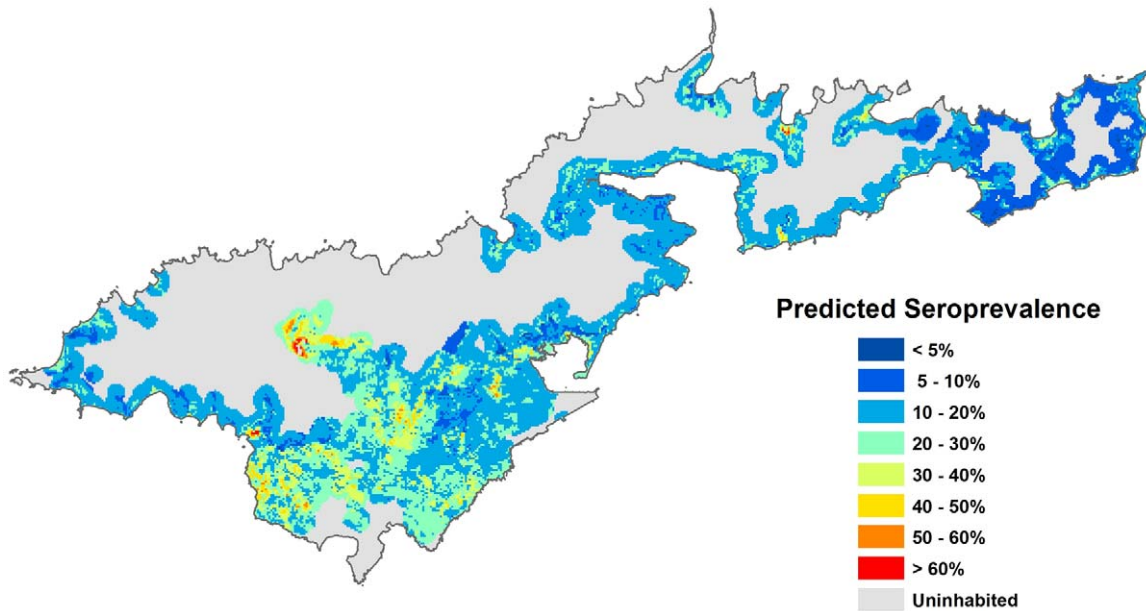 Predicted Seroprevalence
< 5%
5 - 10%
10 - 20%
20 - 30%
30 - 40%
40 - 50%
50 - 60%
> 60%
Uninhabited